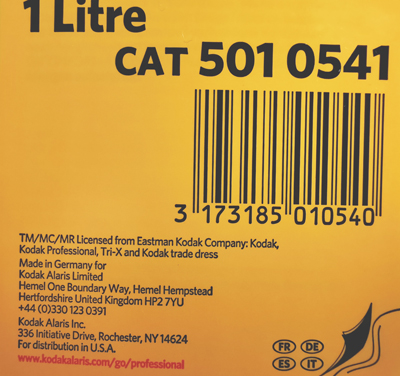 1 Litre
CAT 501 0541
3 173185 010540
TM/MC/MR Licensed from Eastman Kodak Company: Kodak,
Kodak Professional, Tri-X and Kodak trade dress
Made in Germany for
Kodak Alaris Limited
Hemel One Boundary Way, Hemel Hempstead
Hertfordshire United Kingdom HP2 7YU
+44 (0)330 123 0391
Kodak Alaris Inc.
336 Initiative Drive, Rochester, NY 14624
For distribution in U.S.A.
www.kodakalaris.com/go/professional
FR DE
ES IT